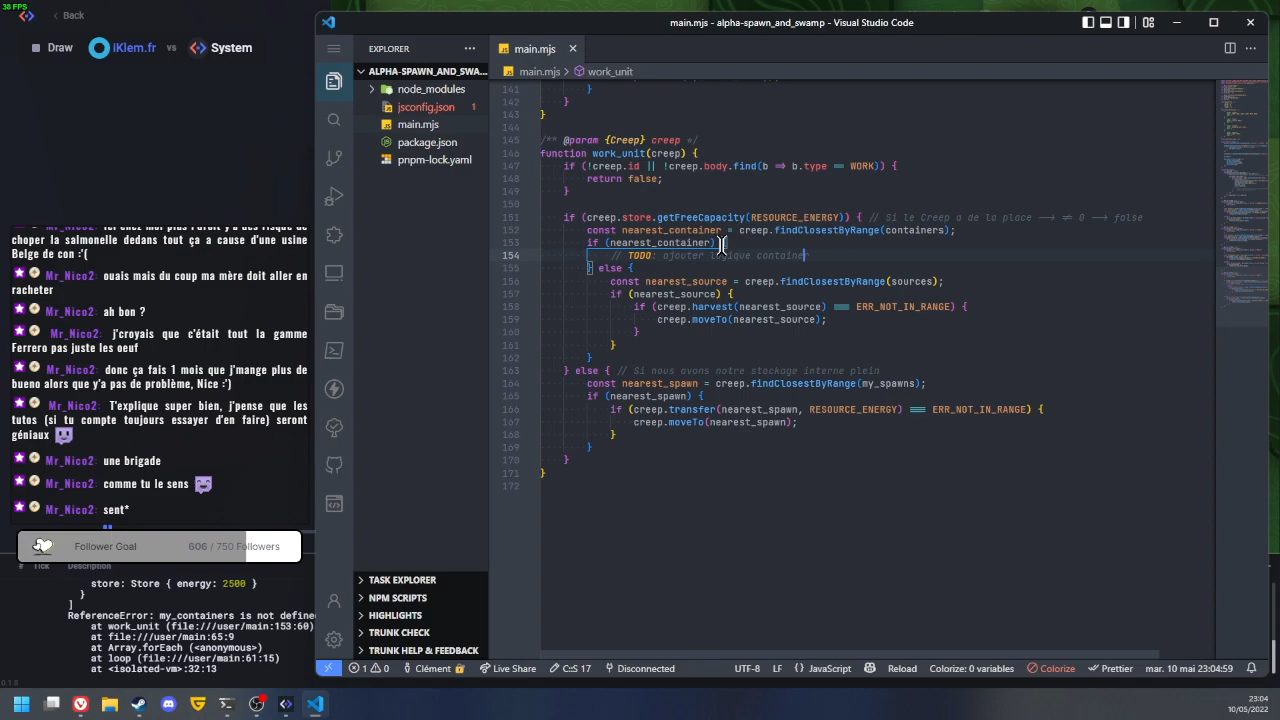 38 FPS
Back
Draw
iKlem.fr
vs
System
chopper la salmonelle dedans tout ça a cause d'une usine
Belge de con :'(
Mr_Nico2: ouais mais du coup ma mère doit aller en
racheter
Mr_Nico2: ah bon ?
Mr_Nico2: j'croyais que c'était tout la gamme
Ferrero pas juste les oeuf
Mr_Nico2: donc ça fais 1 mois que j'mange plus de
bueno alors que y'a pas de problème, Nice :')
Mr_Nico2: T'explique super bien, j'pense que les
tutos (si tu compte toujours essayer d'en faire) seront
géniaux
Mr_Nico2: une brigade
Mr_Nico2: comme tu le sens
Mr_Nico2: sent*
Follower Goal
606 / 750 Followers
# Tick Description
store: Store { energy: 2500 }
}
]
ReferenceError: my_containers is not define
at work_unit (file:///user/main:153:60)
at file:///user/main:65:9
at Array.forEach (<anonymous>)
at loop (file:///user/main:61:15)
at <isolated-vm>:32:13
main.mjs - alpha-spawn_and_swamp - Visual Studio Code
EXPLORER
ALPHA-SPAWN_AND_SWA...
node_modules
jsconfig.json 1
main.mjs
package.json
pnpm-lock.yaml
TASK EXPLORER
NPM SCRIPTS
HIGHLIGHTS
TRUNK CHECK
TRUNK HELP & FEEDBACK
main.mjs
main.mjs > work_unit
141 }
142 }
143 }
144
145 /** @param {Creep} creep */
146 function work_unit(creep) {
147 if (!creep.id || !creep.body.find(b => b.type == WORK)) {
148 return false;
149 }
150
151 if (creep.store.getFreeCapacity(RESOURCE_ENERGY)) { // Si le Creep a de la place --> != 0 --> false
152 const nearest_container = creep.findClosestByRange(containers);
153 if (nearest_container) {
154 // TODO: ajouter logique container
155 } else {
156 const nearest_source = creep.findClosestByRange(sources);
157 if (nearest_source) {
158 if (creep.harvest(nearest_source) === ERR_NOT_IN_RANGE) {
159 creep.moveTo(nearest_source);
160 }
161 }
162 }
163 } else { // Si nous avons notre stockage interne plein
164 const nearest_spawn = creep.findClosestByRange(my_spawns);
165 if (nearest_spawn) {
166 if (creep.transfer(nearest_spawn, RESOURCE_ENERGY) === ERR_NOT_IN_RANGE) {
167 creep.moveTo(nearest_spawn);
168 }
169 }
170 }
171 }
172
1 0 Clément Live Share C:S 17 Disconnected UTF-8 LF JavaScript Reload Colorize: 0 variables Colorize Prettier mar. 10 mai 23:04:59
23:04
10/05/2022